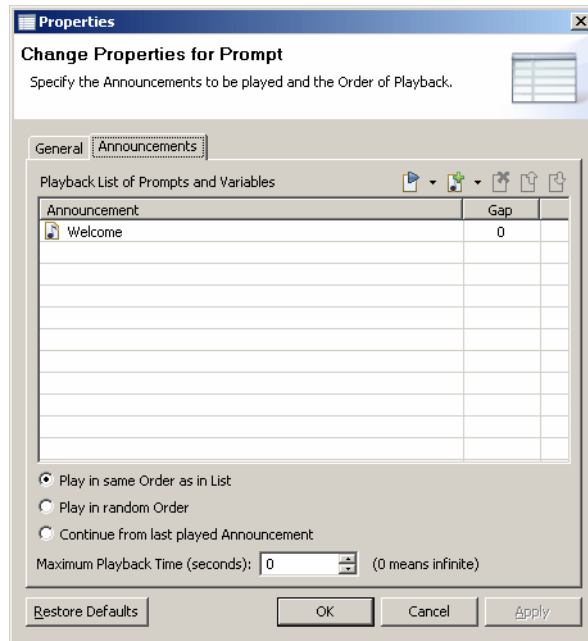 Properties
Change Properties for Prompt
Specify the Announcements to be played and the Order of Playback.
General Announcements
Playback List of Prompts and Variables
Announcement Gap
Welcome 0
Play in same Order as in List
Play in random Order
Continue from last played Announcement
Maximum Playback Time (seconds): 0 (0 means infinite)
Restore Defaults OK Cancel Apply